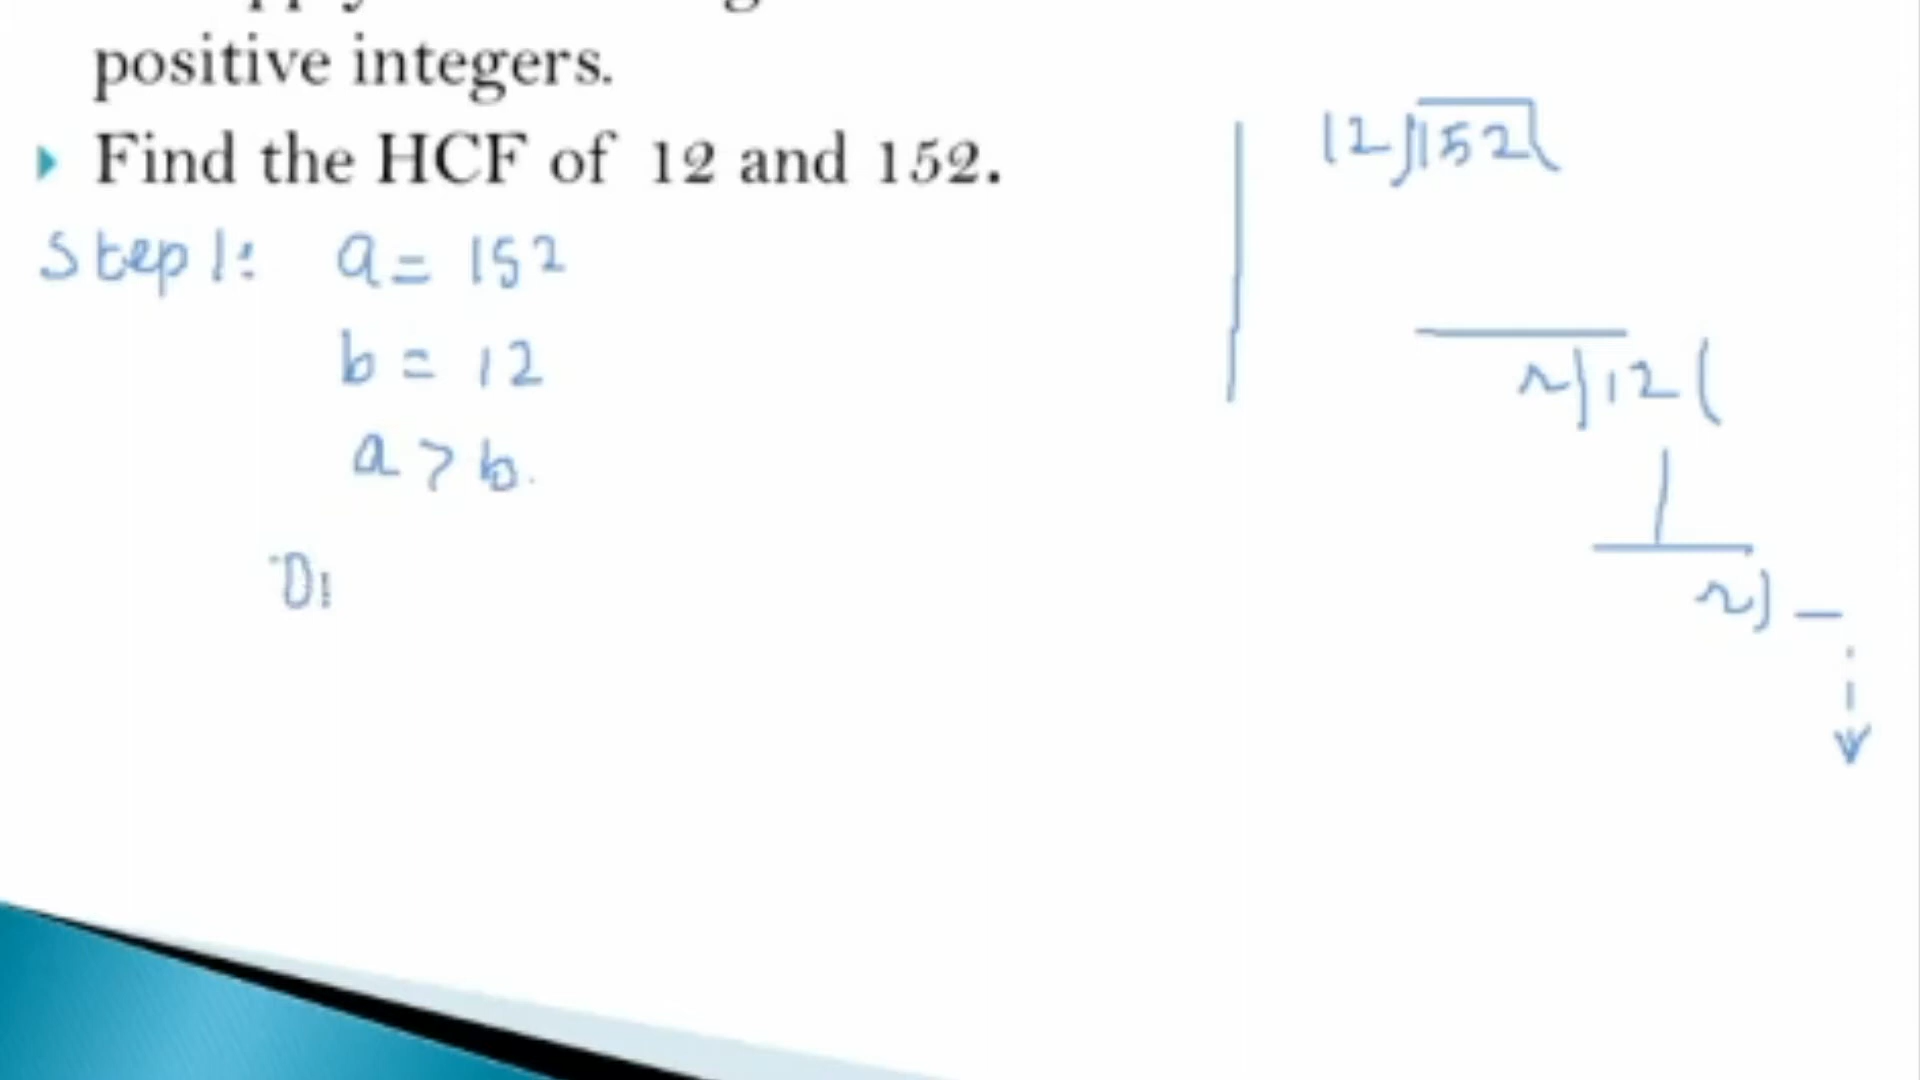 positive integers.
Find the HCF of 12 and 152.
Step 1: a = 152
b = 12
a > b.
12)152(
r)12(
r) –